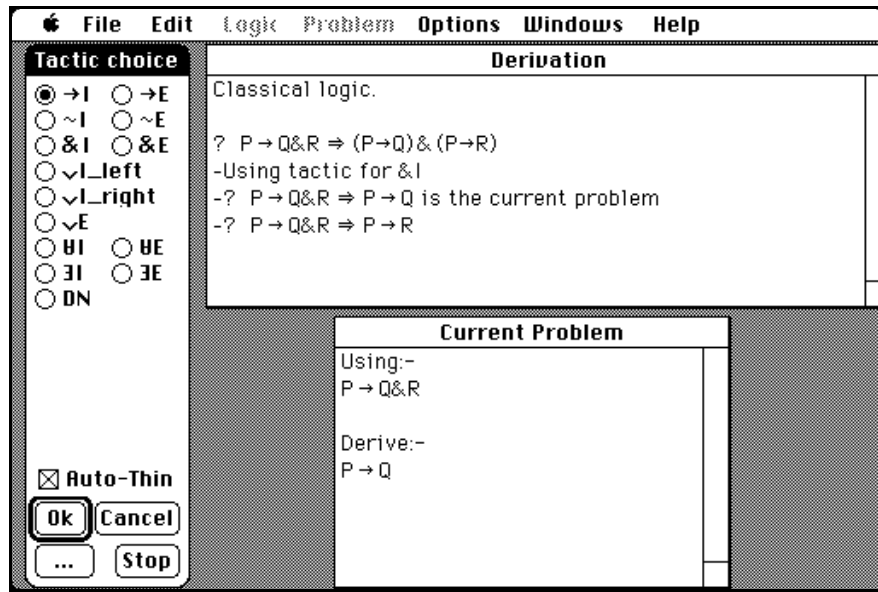 File Edit Logic Problem Options Windows Help
Tactic choice
→I →E
~I ~E
&I &E
∨I_left
∨I_right
∨E
∀I ∀E
∃I ∃E
DN
Auto-Thin
Ok Cancel
... Stop
Derivation
Classical logic.
? P→Q&R ⇒ (P→Q)&(P→R)
-Using tactic for &I
-? P→Q&R ⇒ P→Q is the current problem
-? P→Q&R ⇒ P→R
Current Problem
Using:-
P→Q&R
Derive:-
P→Q